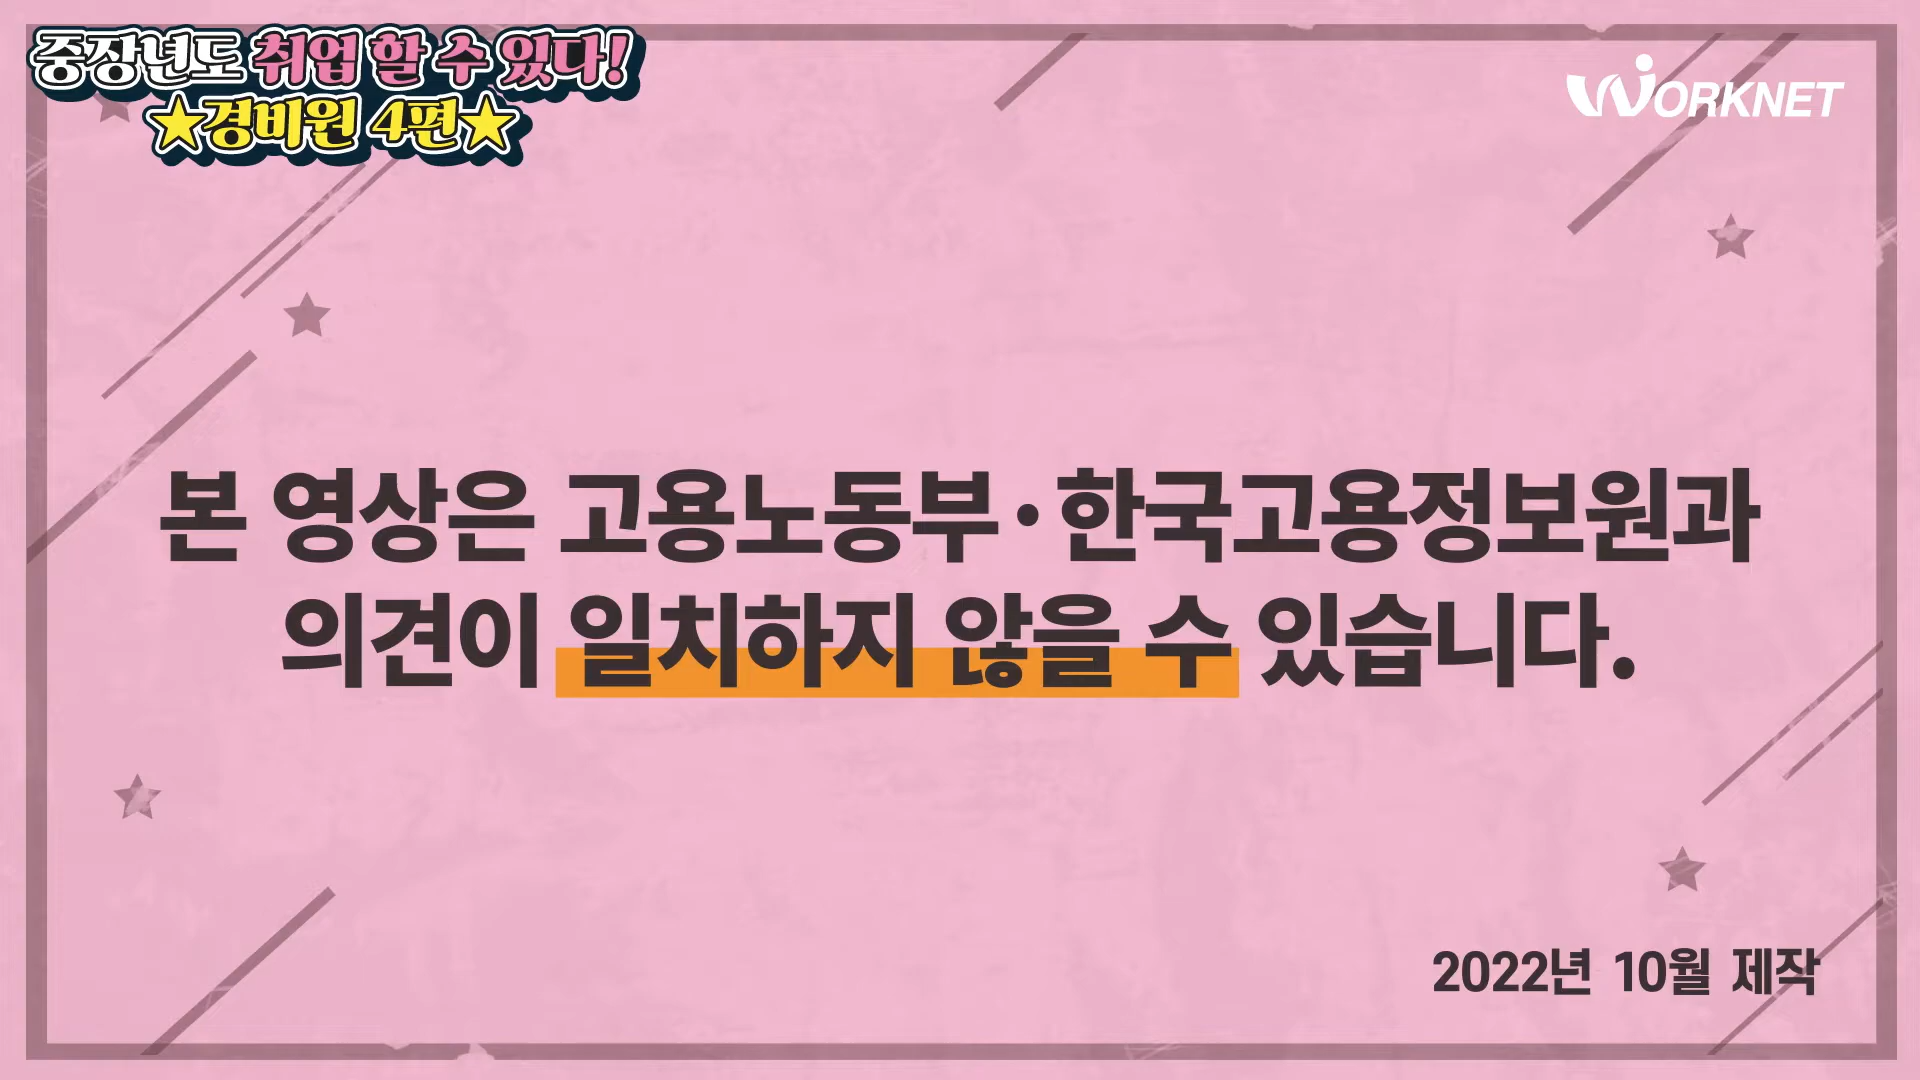 중장년도 취업 할 수 있다!
★경비원 4편★
WORKNET
본 영상은 고용노동부·한국고용정보원과
의견이 일치하지 않을 수 있습니다.
2022년 10월 제작